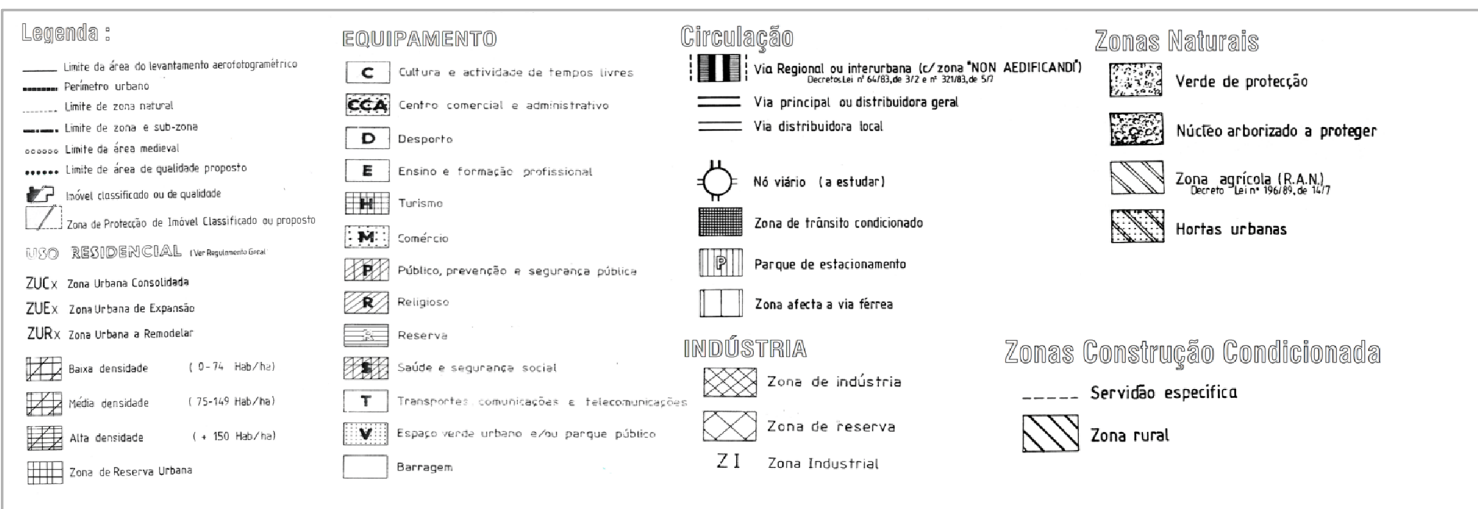 Legenda :
Limite da área do levantamento aerofotogramétrico
Perímetro urbano
Limite de zona natural
Limite de zona e sub-zona
Limite da área medieval
Limite de área de qualidade proposto
Imóvel classificado ou de qualidade
Zona de Protecção de Imóvel Classificado ou proposto
USO RESIDENCIAL (Ver Regulamento Geral
ZUCx Zona Urbana Consolidada
ZUEx Zona Urbana de Expansão
ZURx Zona Urbana a Remodelar
Baixa densidade ( 0-74 Hab/ha)
Média densidade ( 75-149 Hab/ha)
Alta densidade ( + 150 Hab/ha)
Zona de Reserva Urbana
EQUIPAMENTO
C Cultura e actividade de tempos livres
CCA Centro comercial e administrativo
D Desporto
E Ensino e formação profissional
H Turismo
M Comércio
P Público, prevenção e segurança pública
R Religioso
Reserva
S Saúde e segurança social
T Transportes, comunicações e telecomunicações
V Espaço verde urbano e/ou parque público
Barragem
Circulação
Via Regional ou interurbana (c/ zona "NON AEDIFICANDI")
Decretos.Lei nº 64/83, de 3/2 e nº 321/83, de 5/7
Via principal ou distribuidora geral
Via distribuidora local
Nó viário (a estudar)
Zona de trânsito condicionado
P Parque de estacionamento
Zona afecta a via férrea
INDÚSTRIA
Zona de indústria
Zona de reserva
ZI Zona Industrial
Zonas Naturais
Verde de protecção
Núcleo arborizado a proteger
Zona agrícola (R.A.N.)
Decreto Lei nº 196/89, de 14/7
Hortas urbanas
Zonas Construção Condicionada
Servidão específica
Zona rural